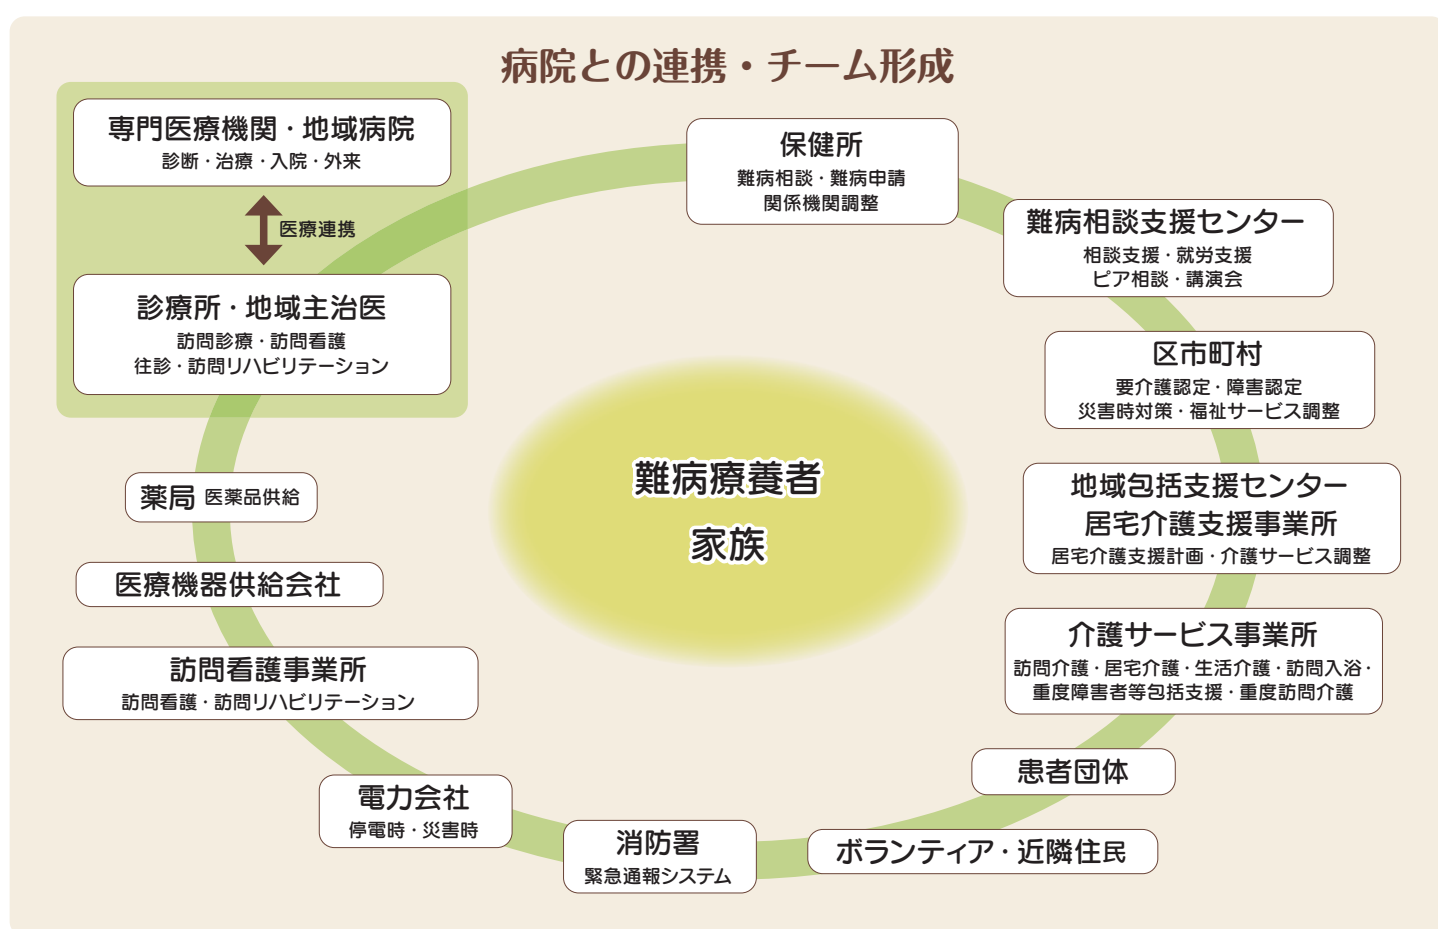 病院との連携・チーム形成
専門医療機関・地域病院
診断・治療・入院・外来
医療連携
診療所・地域主治医
訪問診療・訪問看護
往診・訪問リハビリテーション
保健所
難病相談・難病申請
関係機関調整
難病相談支援センター
相談支援・就労支援
ピア相談・講演会
区市町村
要介護認定・障害認定
災害時対策・福祉サービス調整
地域包括支援センター
居宅介護支援事業所
居宅介護支援計画・介護サービス調整
介護サービス事業所
訪問介護・居宅介護・生活介護・訪問入浴・
重度障害者等包括支援・重度訪問介護
患者団体
ボランティア・近隣住民
消防署
緊急通報システム
電力会社
停電時・災害時
訪問看護事業所
訪問看護・訪問リハビリテーション
医療機器供給会社
薬局 医薬品供給
難病療養者
家族